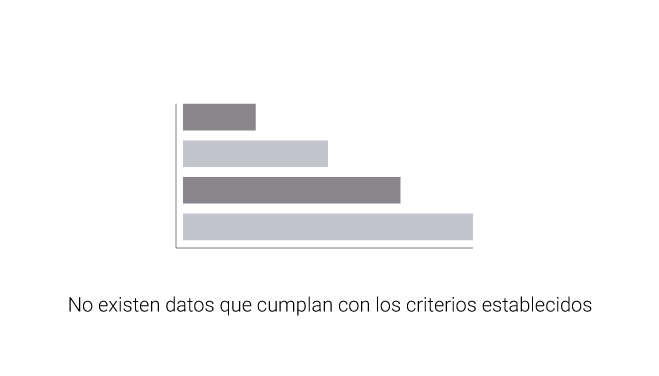 No existen datos que cumplan con los criterios establecidos